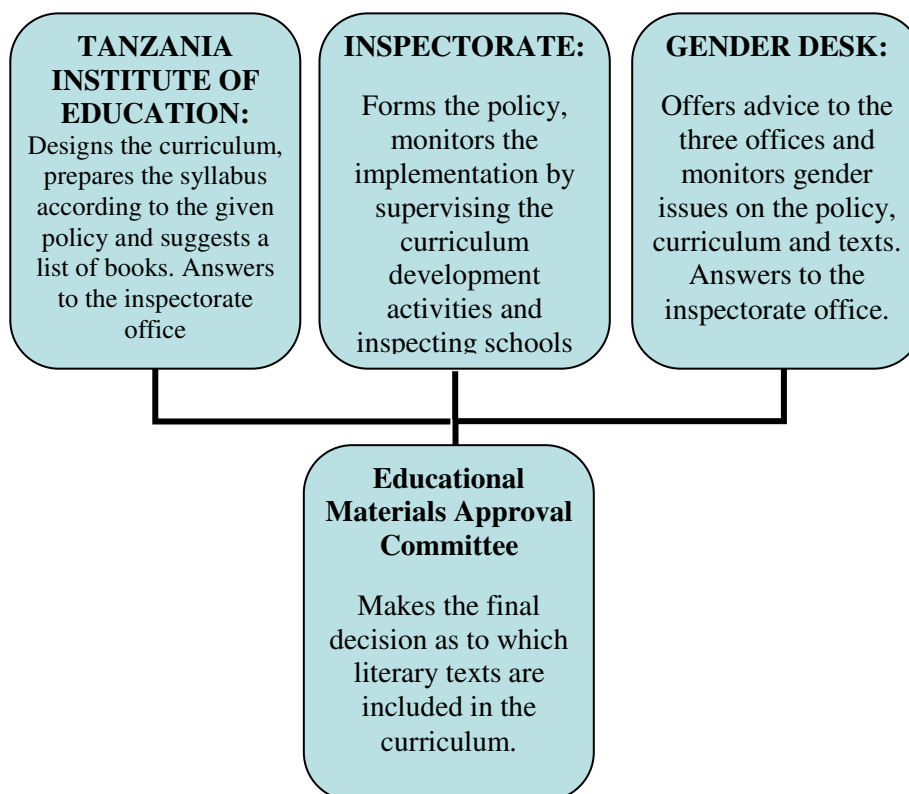 TANZANIA
INSTITUTE OF
EDUCATION:
Designs the curriculum,
prepares the syllabus
according to the given
policy and suggests a
list of books. Answers
to the inspectorate
office
INSPECTORATE:
Forms the policy,
monitors the
implementation by
supervising the
curriculum
development
activities and
inspecting schools
GENDER DESK:
Offers advice to the
three offices and
monitors gender
issues on the policy,
curriculum and texts.
Answers to the
inspectorate office.
Educational
Materials Approval
Committee
Makes the final
decision as to which
literary texts are
included in the
curriculum.